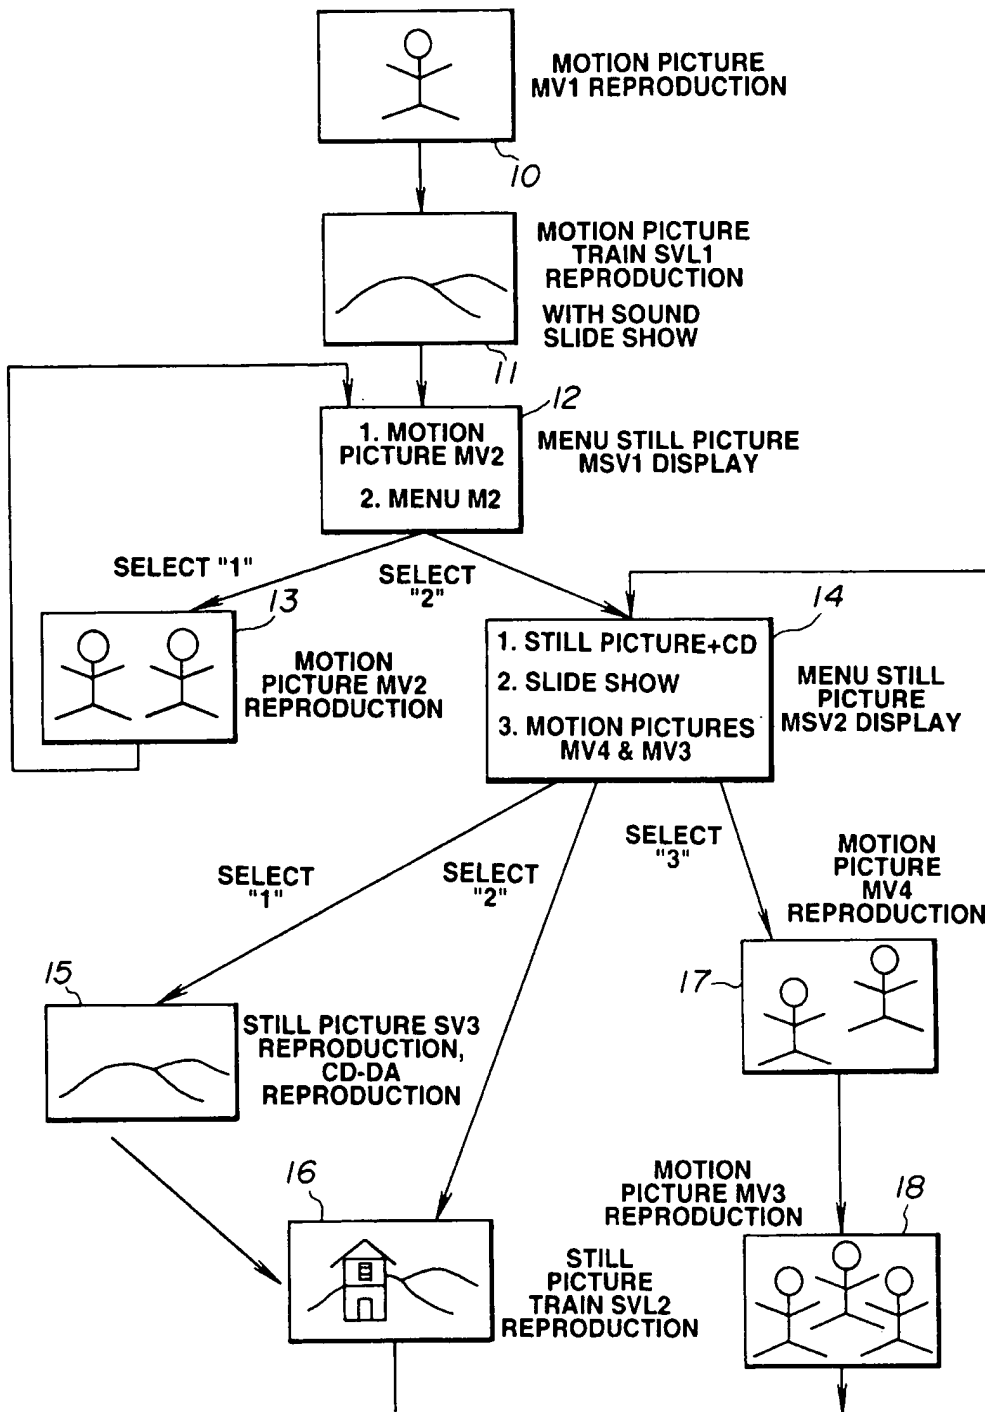 MOTION PICTURE
MV1 REPRODUCTION
10
MOTION PICTURE
TRAIN SVL1
REPRODUCTION
WITH SOUND
SLIDE SHOW
11
12
1. MOTION
PICTURE MV2
2. MENU M2
MENU STILL PICTURE
MSV1 DISPLAY
SELECT "1"
SELECT
"2"
13
MOTION
PICTURE MV2
REPRODUCTION
14
1. STILL PICTURE+CD
2. SLIDE SHOW
3. MOTION PICTURES
MV4 & MV3
MENU STILL
PICTURE
MSV2 DISPLAY
SELECT
"1"
SELECT
"2"
SELECT
"3"
MOTION
PICTURE
MV4
REPRODUCTION
15
STILL PICTURE SV3
REPRODUCTION,
CD-DA
REPRODUCTION
17
16
STILL
PICTURE
TRAIN SVL2
REPRODUCTION
MOTION
PICTURE MV3
REPRODUCTION
18